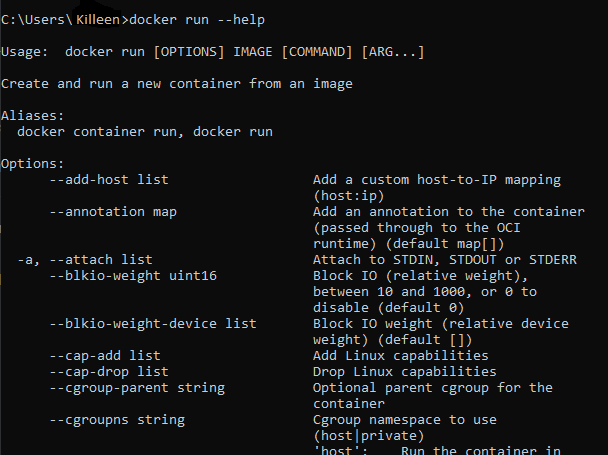 C:\Users\Killeen>docker run --help
Usage:  docker run [OPTIONS] IMAGE [COMMAND] [ARG...]
Create and run a new container from an image
Aliases:
  docker container run, docker run
Options:
      --add-host list                  Add a custom host-to-IP mapping
                                       (host:ip)
      --annotation map                 Add an annotation to the container
                                       (passed through to the OCI
                                       runtime) (default map[])
  -a, --attach list                    Attach to STDIN, STDOUT or STDERR
      --blkio-weight uint16            Block IO (relative weight),
                                       between 10 and 1000, or 0 to
                                       disable (default 0)
      --blkio-weight-device list       Block IO weight (relative device
                                       weight) (default [])
      --cap-add list                   Add Linux capabilities
      --cap-drop list                  Drop Linux capabilities
      --cgroup-parent string           Optional parent cgroup for the
                                       container
      --cgroupns string                Cgroup namespace to use
                                       (host|private)
                                       'host':    Run the container in